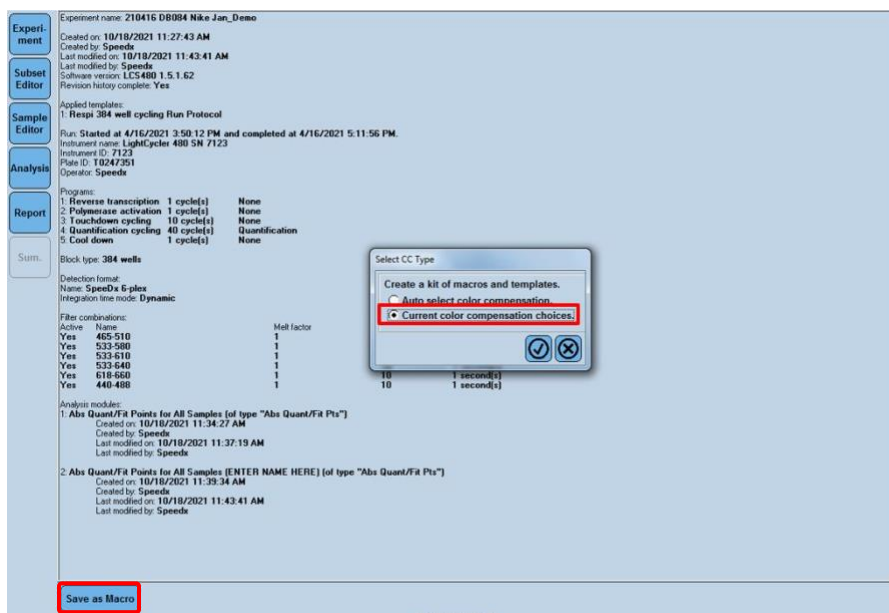 Experi-
ment
Subset
Editor
Sample
Editor
Analysis
Report
Sum.
Experiment name: 210416 DB084 Nike Jan_Demo
Created on: 10/18/2021 11:27:43 AM
Created by: Speedx
Last modified on: 10/18/2021 11:43:41 AM
Last modified by: Speedx
Software version: LCS480 1.5.1.62
Revision history complete: Yes
Applied templates:
1: Respi 384 well cycling Run Protocol
Run: Started at 4/16/2021 3:50:12 PM and completed at 4/16/2021 5:11:56 PM.
Instrument name: LightCycler 480 SN 7123
Instrument ID: 7123
Plate ID: T0247351
Operator: Speedx
Programs:
1: Reverse transcription 1 cycle(s) None
2: Polymerase activation 1 cycle(s) None
3: Touchdown cycling 10 cycle(s) None
4: Quantification cycling 40 cycle(s) Quantification
5: Cool down 1 cycle(s) None
Block type: 384 wells
Detection format:
Name: SpeeDx 6-plex
Integration time mode: Dynamic
Filter combinations:
Active Name Melt factor
Yes 465-510 1
Yes 533-580 1
Yes 533-610 1
Yes 533-640 1
Yes 618-660 1 10 1 second(s)
Yes 440-488 1 10 1 second(s)
Analysis modules:
1: Abs Quant/Fit Points for All Samples (of type "Abs Quant/Fit Pts")
Created on: 10/18/2021 11:34:27 AM
Created by: Speedx
Last modified on: 10/18/2021 11:37:19 AM
Last modified by: Speedx
2: Abs Quant/Fit Points for All Samples (ENTER NAME HERE) (of type "Abs Quant/Fit Pts")
Created on: 10/18/2021 11:39:34 AM
Created by: Speedx
Last modified on: 10/18/2021 11:43:41 AM
Last modified by: Speedx
Select CC Type
Create a kit of macros and templates.
Auto select color compensation.
Current color compensation choices.
Save as Macro